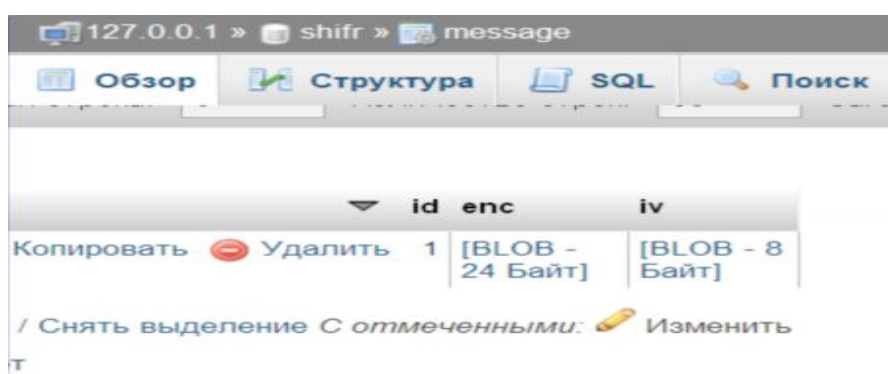 127.0.0.1 » shifr » message
Обзор Структура SQL Поиск
id enc iv
Копировать Удалить 1 [BLOB - 24 Байт] [BLOB - 8 Байт]
/ Снять выделение С отмеченными: Изменить